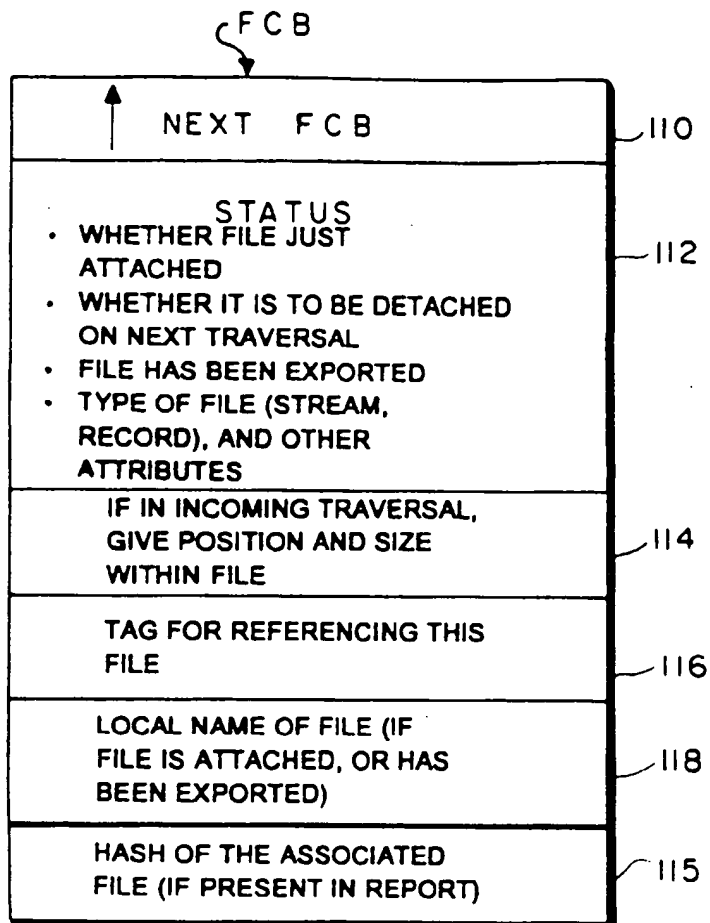 FCB
NEXT FCB
110
STATUS
• WHETHER FILE JUST
ATTACHED
112
• WHETHER IT IS TO BE DETACHED
ON NEXT TRAVERSAL
• FILE HAS BEEN EXPORTED
• TYPE OF FILE (STREAM,
RECORD), AND OTHER
ATTRIBUTES
IF IN INCOMING TRAVERSAL,
GIVE POSITION AND SIZE
WITHIN FILE
114
TAG FOR REFERENCING THIS
FILE
116
LOCAL NAME OF FILE (IF
FILE IS ATTACHED, OR HAS
BEEN EXPORTED)
118
HASH OF THE ASSOCIATED
FILE (IF PRESENT IN REPORT)
115